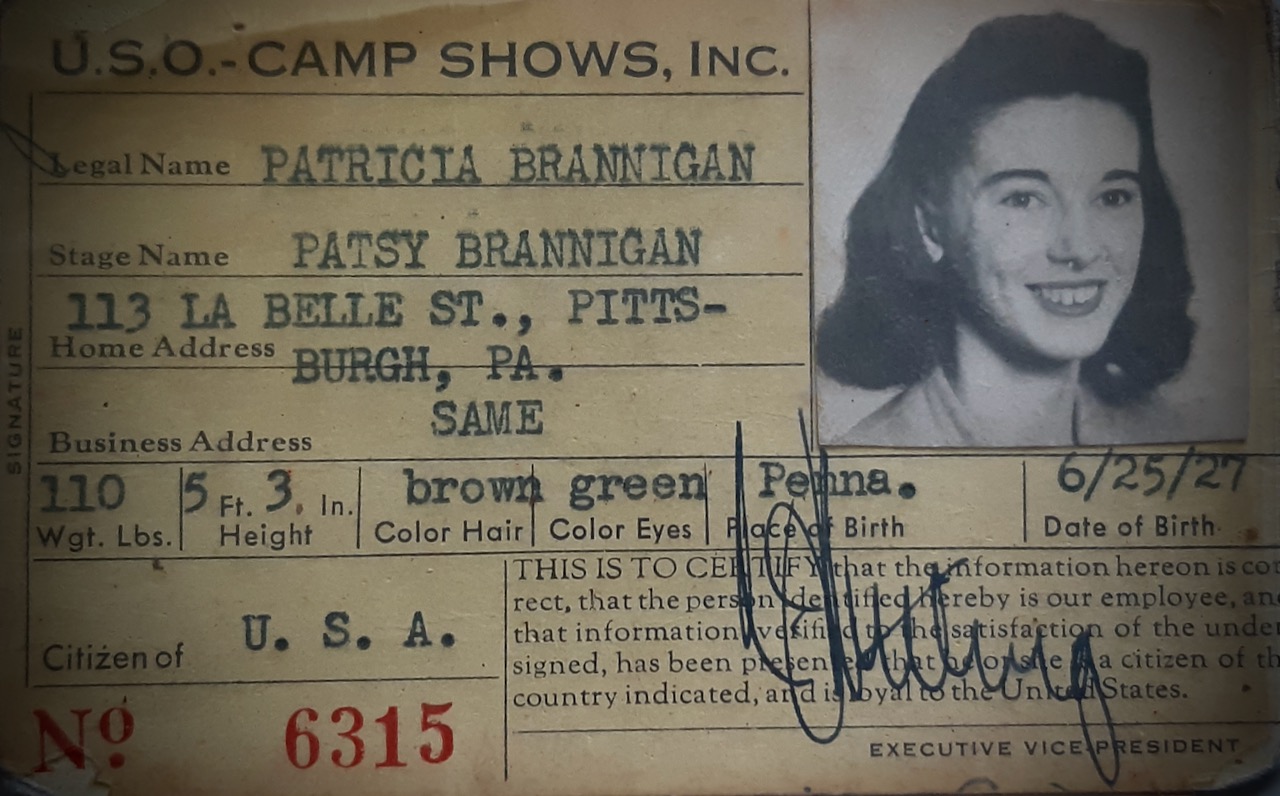 U.S.O.-CAMP SHOWS, INC.
Legal Name PATRICIA BRANNIGAN
Stage Name PATSY BRANNIGAN
113 LA BELLE ST., PITTS-
Home Address BURGH, PA.
SAME
Business Address
SIGNATURE
110 5 Ft. 3. In. brown green Penna. 6/25/27
Wgt. Lbs. Height Color Hair Color Eyes Place of Birth Date of Birth
THIS IS TO CERTIFY that the information hereon is cor
rect, that the person identified hereby is our employee, and
that information verified to the satisfaction of the under
signed, has been presented that he or she is a citizen of th
country indicated, and is loyal to the United States.
Citizen of U. S. A.
Nº 6315
EXECUTIVE VICE-PRESIDENT